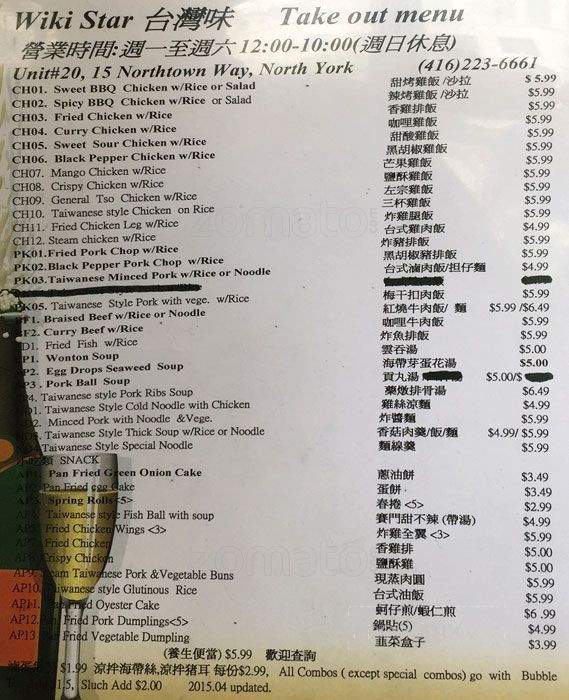 Wiki Star 台灣味 Take out menu
營業時間:週一至週六 12:00-10:00(週日休息)
Unit#20, 15 Northtown Way, North York (416)223-6661
CH01. Sweet BBQ Chicken w/Rice or Salad 甜烤雞飯 /沙拉 $ 5.99
CH02. Spicy BBQ Chicken w/Rice or Salad 辣烤雞飯 /沙拉 $5.99
CH03. Fried Chicken w/Rice 香雞排飯 $5.99
CH04. Curry Chicken w/Rice 咖哩雞飯 $5.99
CH05. Sweet Sour Chicken w/Rice 甜酸雞飯 $5.99
CH06. Black Pepper Chicken w/Rice 黑胡椒雞飯 $5.99
CH07. Mango Chicken w/Rice 芒果雞飯 $5.99
CH08. Crispy Chicken w/Rice 鹽酥雞飯 $5.99
CH09. General Tso Chicken w/Rice 左宗雞飯 $5.99
CH10. Taiwanese style Chicken on Rice 三杯雞飯 $5.99
CH11. Fried Chicken Leg w/Rice 炸雞腿飯 $5.99
CH12. Steam chicken w/Rice 台式雞肉飯 $4.99
PK01.Fried Pork Chop w/Rice 炸豬排飯 $5.99
PK02.Black Pepper Pork Chop w/Rice 黑胡椒豬排飯 $5.99
PK03.Taiwanese Minced Pork w/Rice or Noodle 台式滷肉飯/担仔麵 $4.99
PK05. Taiwanese Style Pork with vege. w/Rice 梅干扣肉飯 $5.99
F1. Braised Beef w/Rice or Noodle 紅燒牛肉飯/ 麵 $5.99 /$6.49
F2. Curry Beef w/Rice 咖哩牛肉飯 $5.99
D1. Fried Fish w/Rice 炸魚排飯 $5.99
P1. Wonton Soup 雲吞湯 $5.00
P2. Egg Drops Seaweed Soup 海帶芽蛋花湯 $5.00
P3 . Pork Ball Soup 貢丸湯 $5.00/$
P4. Taiwanese style Pork Ribs Soup 藥燉排骨湯 $6.49
D1. Taiwanese Style Cold Noodle with Chicken 雞絲涼麵 $4.99
2. Minced Pork with Noodle &Vege. 炸醬麵 $5.99
Taiwanese Style Thick Soup w/Rice or Noodle 香菇肉羹/飯/麵 $4.99/ $5.99
Taiwanese Style Special Noodle 麵線羹 $5.99
SNACK
AP1. Pan Fried Green Onion Cake 蔥油餅 $3.49
AP2 Pan Fried egg Cake 蛋餅 $3.49
AP3. Spring Rolls<5> 春捲 <5> $2.99
Taiwanese style Fish Ball with soup 賽門甜不辣 (帶湯) $4.99
Fried Chicken Wings <3> 炸雞全翼 <3> $5.99
Fried Chicken 香雞排 $5.00
Crispy Chicken 鹽酥雞 $5.00
AP9. Steam Taiwanese Pork &Vegetable Buns 現蒸肉圓 $5.99
AP10. Taiwanese style Glutinous Rice 台式油飯 $5.99
AP11. Pan Fried Oyester Cake 蚵仔煎/蝦仁煎 $6 .99
AP12.Pan Fried Pork Dumplings<5> 鍋貼(5) $4.99
AP13 Pan Fried Vegetable Dumpling 韭菜盒子 $3.99
(養生便當) $5.99 歡迎查詢
$1.99 涼拌海帶絲,涼拌豬耳 每份$2.99, All Combos ( except special combos) go with Bubble
1.5, Sluch Add $2.00 2015.04 updated.